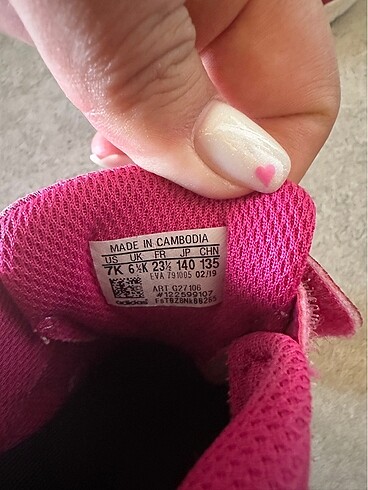 MADE IN CAMBODIA
US UK FR JP CHN
7K 6½K 23½ 140 135
EVA 791005 02/19
ART G27106
#122599107
adidas